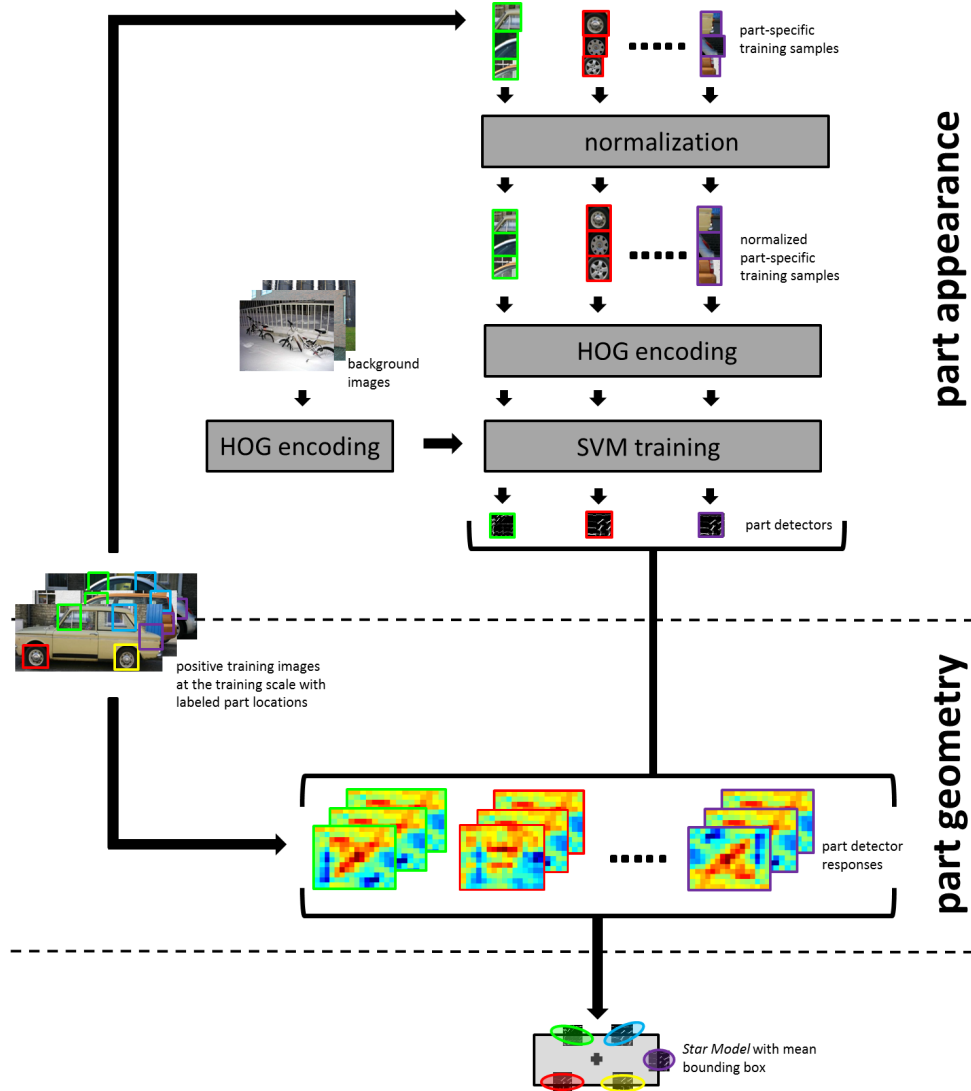 part-specific
training samples
normalization
normalized
part-specific
training samples
part appearance
background
images
HOG encoding
HOG encoding
SVM training
part detectors
positive training images
at the training scale with
labeled part locations
part geometry
part detector
responses
Star Model with mean
bounding box